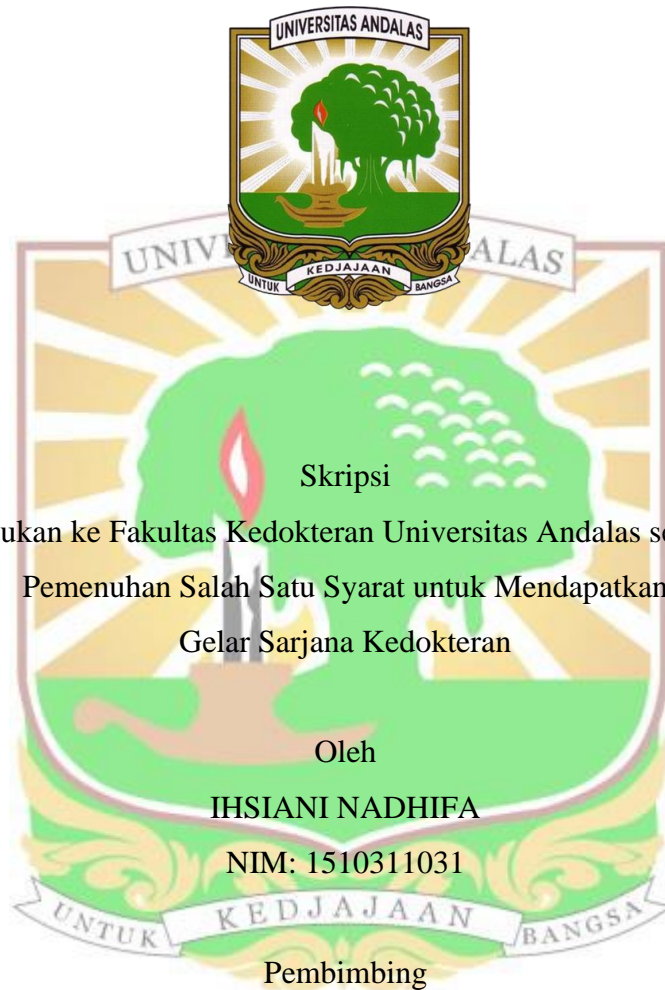 UNIVERSITAS ANDALAS
UNTUK KEDJAJAAN BANGSA
UNIV ALAS
Skripsi
ukan ke Fakultas Kedokteran Universitas Andalas se
Pemenuhan Salah Satu Syarat untuk Mendapatkan
Gelar Sarjana Kedokteran
Oleh
IHSIANI NADHIFA
NIM: 1510311031
UNTUK KEDJAJAAN BANGSA
Pembimbing